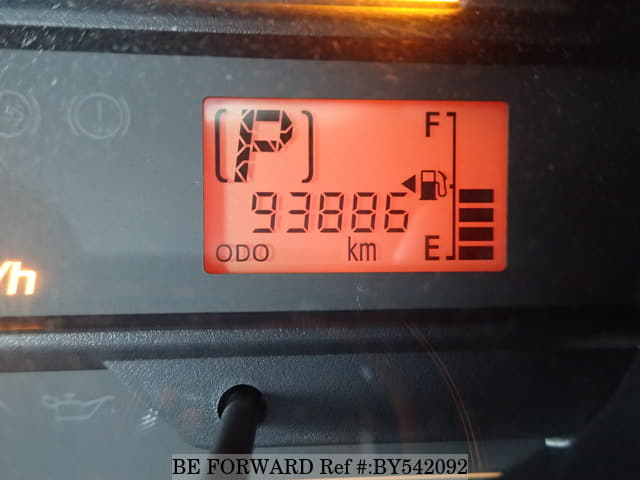 [P] F
93886
ODO km E
/h
BE FORWARD Ref #:BY542092